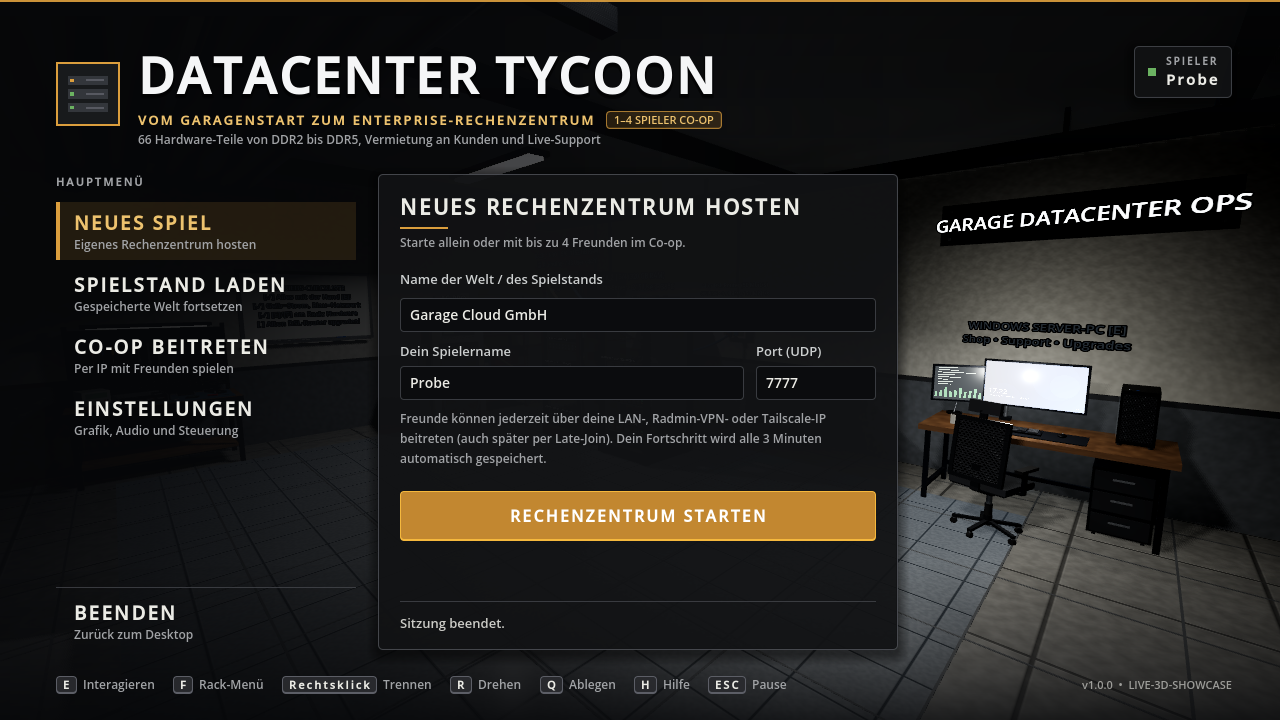 DATACENTER TYCOON
VOM GARAGENSTART ZUM ENTERPRISE-RECHENZENTRUM
1–4 SPIELER CO-OP
66 Hardware-Teile von DDR2 bis DDR5, Vermietung an Kunden und Live-Support
SPIELER
Probe
HAUPTMENÜ
NEUES SPIEL
Eigenes Rechenzentrum hosten
SPIELSTAND LADEN
Gespeicherte Welt fortsetzen
CO-OP BEITRETEN
Per IP mit Freunden spielen
EINSTELLUNGEN
Grafik, Audio und Steuerung
BEENDEN
Zurück zum Desktop
NEUES RECHENZENTRUM HOSTEN
Starte allein oder mit bis zu 4 Freunden im Co-op.
Name der Welt / des Spielstands
Garage Cloud GmbH
Dein Spielername
Port (UDP)
Probe
7777
Freunde können jederzeit über deine LAN-, Radmin-VPN- oder Tailscale-IP
beitreten (auch später per Late-Join). Dein Fortschritt wird alle 3 Minuten
automatisch gespeichert.
RECHENZENTRUM STARTEN
Sitzung beendet.
GARAGE DATACENTER OPS
WINDOWS SERVER-PC [E]
Shop • Support • Upgrades
E Interagieren F Rack-Menü Rechtsklick Trennen R Drehen Q Ablegen H Hilfe ESC Pause
v1.0.0 • LIVE-3D-SHOWCASE